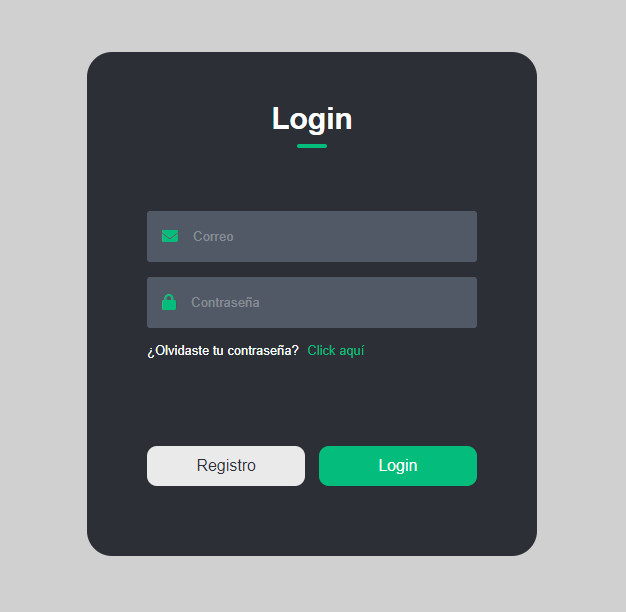 Login
Correo
Contraseña
¿Olvidaste tu contraseña? Click aquí
Registro Login